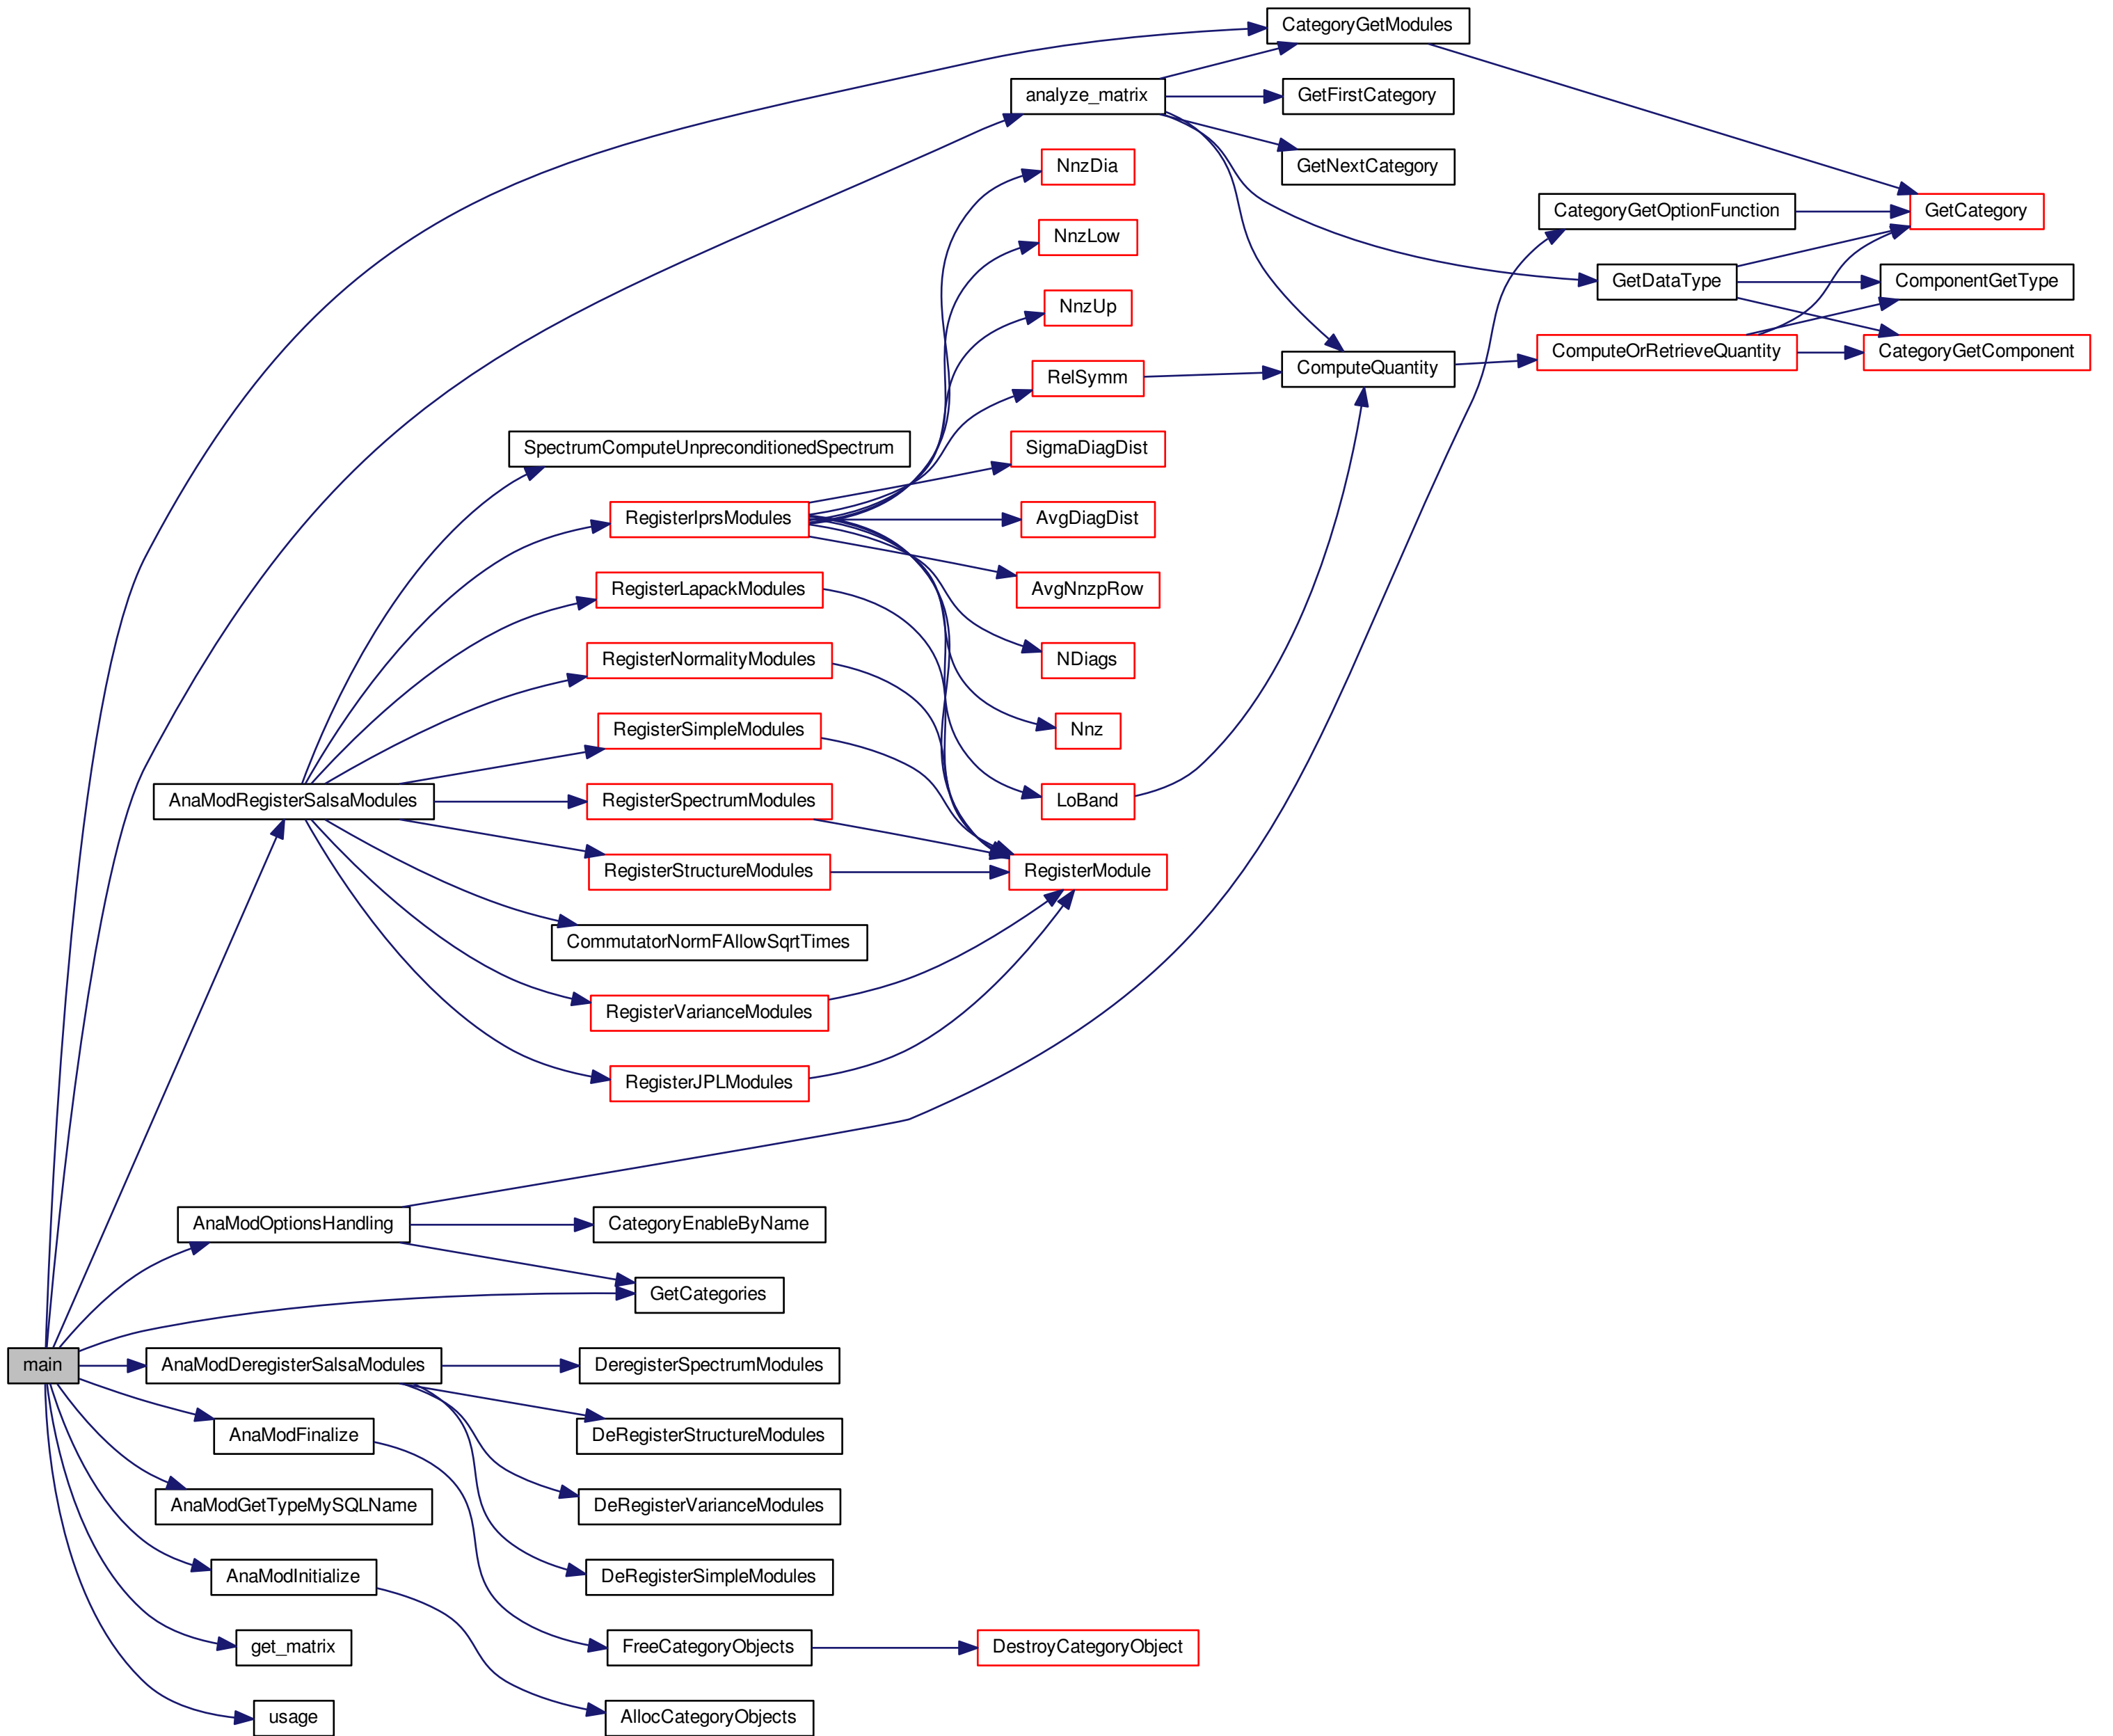 CategoryGetModules
analyze_matrix
GetFirstCategory
NnzDia
GetNextCategory
CategoryGetOptionFunction
GetCategory
NnzLow
GetDataType
ComponentGetType
NnzUp
ComputeOrRetrieveQuantity
CategoryGetComponent
ComputeQuantity
RelSymm
SpectrumComputeUnpreconditionedSpectrum
SigmaDiagDist
RegisterIprsModules
AvgDiagDist
RegisterLapackModules
AvgNnzpRow
RegisterNormalityModules
NDiags
RegisterSimpleModules
Nnz
AnaModRegisterSalsaModules
RegisterSpectrumModules
LoBand
RegisterStructureModules
RegisterModule
CommutatorNormFAllowSqrtTimes
RegisterVarianceModules
RegisterJPLModules
AnaModOptionsHandling
CategoryEnableByName
GetCategories
main
AnaModDeregisterSalsaModules
DeregisterSpectrumModules
AnaModFinalize
DeRegisterStructureModules
AnaModGetTypeMySQLName
DeRegisterVarianceModules
AnaModInitialize
DeRegisterSimpleModules
get_matrix
FreeCategoryObjects
DestroyCategoryObject
usage
AllocCategoryObjects